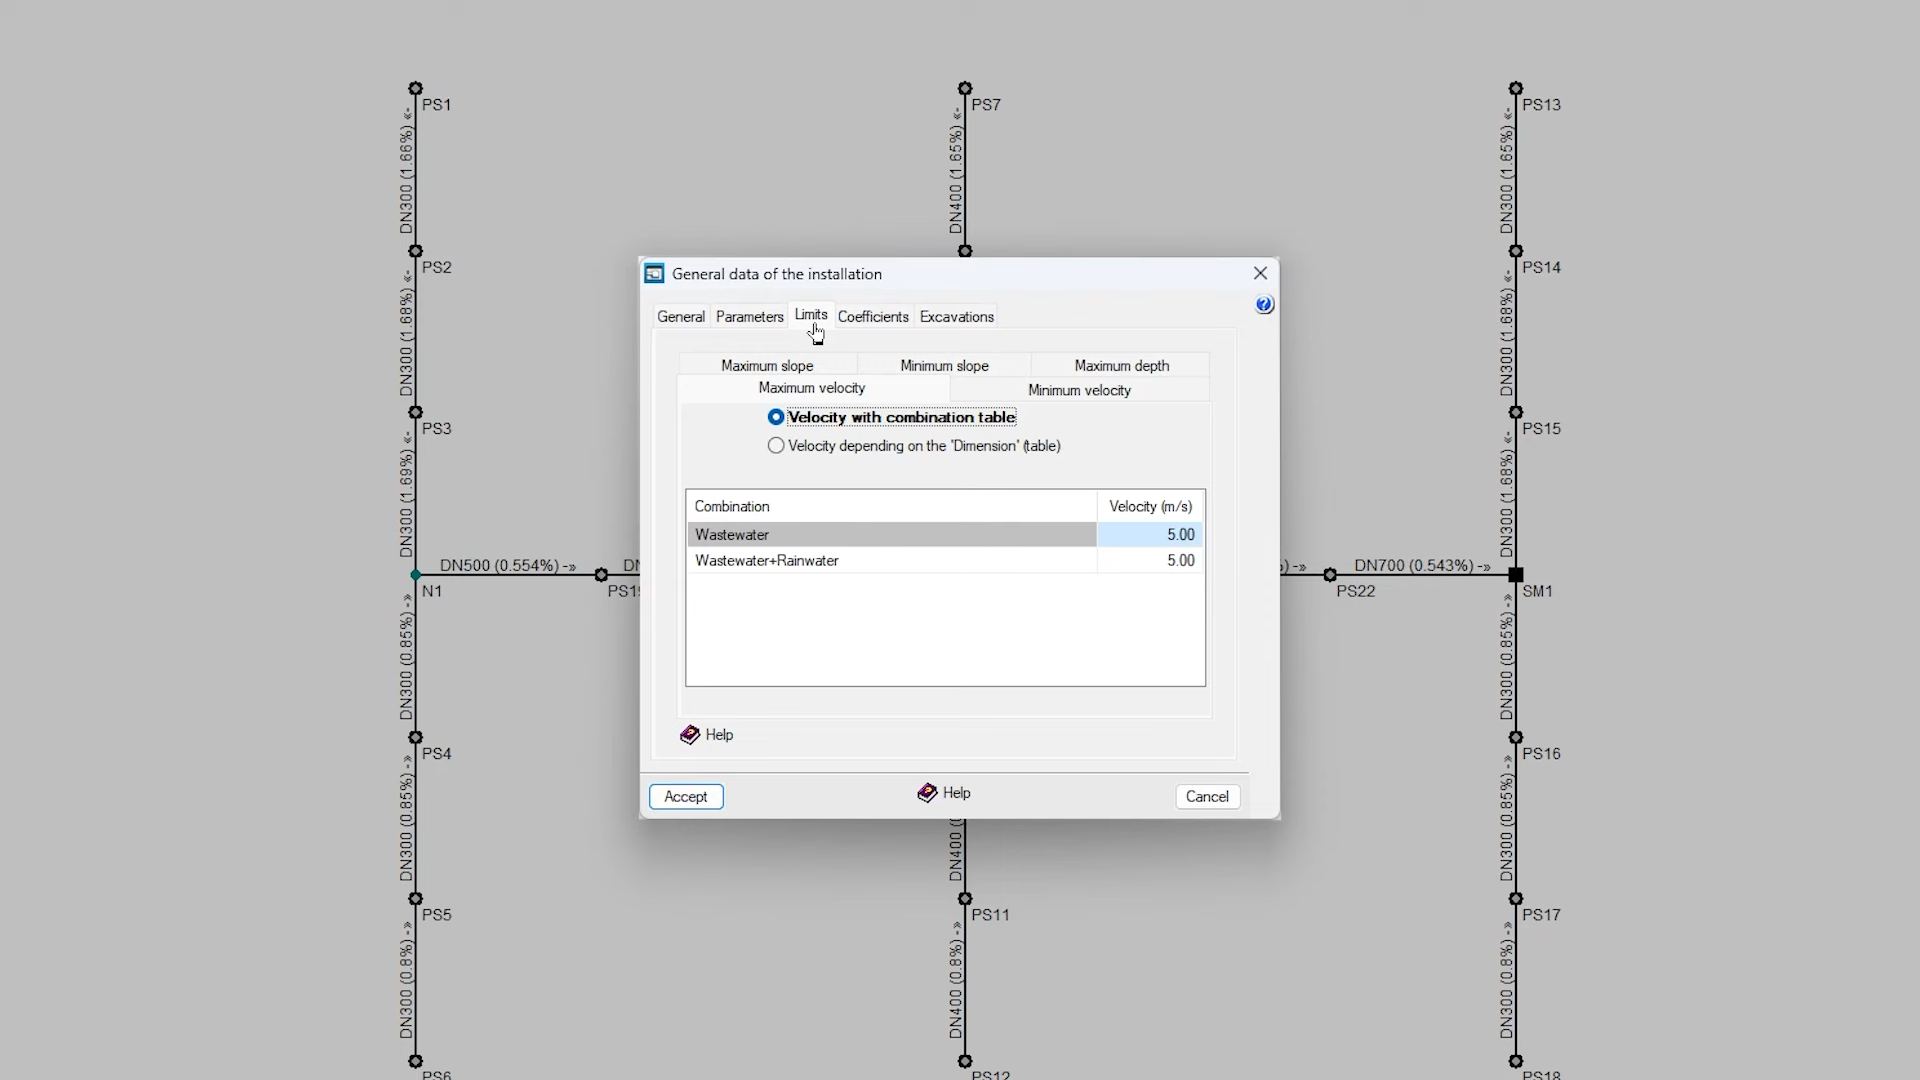 PS1
PS7
PS13
DN300 (1.66%) «-
DN400 (1.65%) «-
DN300 (1.65%) «-
PS2
PS14
General data of the installation
General
Parameters
Limits
Coefficients
Excavations
DN300 (1.68%) «-
DN300 (1.68%) «-
Maximum slope
Minimum slope
Maximum depth
Maximum velocity
Minimum velocity
Velocity with combination table
Velocity depending on the 'Dimension' (table)
PS3
PS15
DN300 (1.69%) «-
DN300 (1.68%) «-
Combination
Velocity (m/s)
Wastewater
5.00
Wastewater+Rainwater
5.00
DN500 (0.554%) -»
DN700 (0.543%) -»
N1
PS22
SM1
DN300 (0.85%) -»
DN300 (0.85%) -»
Help
PS4
PS16
Accept
Help
Cancel
DN300 (0.85%) -»
DN400 (
DN300 (0.85%) -»
PS5
PS11
PS17
DN300 (0.8%) -»
DN400 (0.8%) -»
DN300 (0.8%) -»
PS6
PS12
PS18